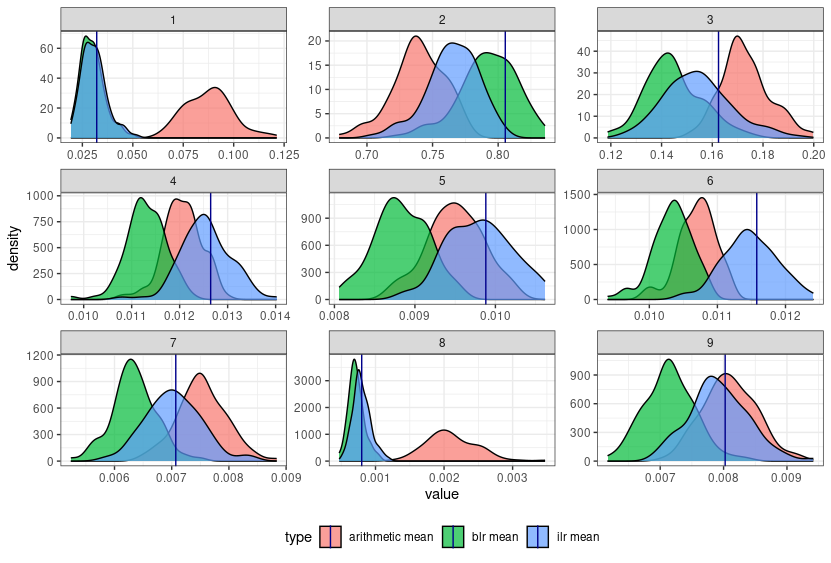 1 2 3
60
40
20
0
0.025 0.050 0.075 0.100 0.125
20
15
10
5
0
0.70 0.75 0.80
40
30
20
10
0
0.12 0.14 0.16 0.18 0.20
4 5 6
1000
750
500
250
0
0.010 0.011 0.012 0.013 0.014
900
600
300
0
0.008 0.009 0.010
1500
1000
500
0
0.010 0.011 0.012
7 8 9
1200
900
600
300
0
0.006 0.007 0.008 0.009
3000
2000
1000
0
0.001 0.002 0.003
900
600
300
0
0.007 0.008 0.009
density
value
type arithmetic mean blr mean ilr mean